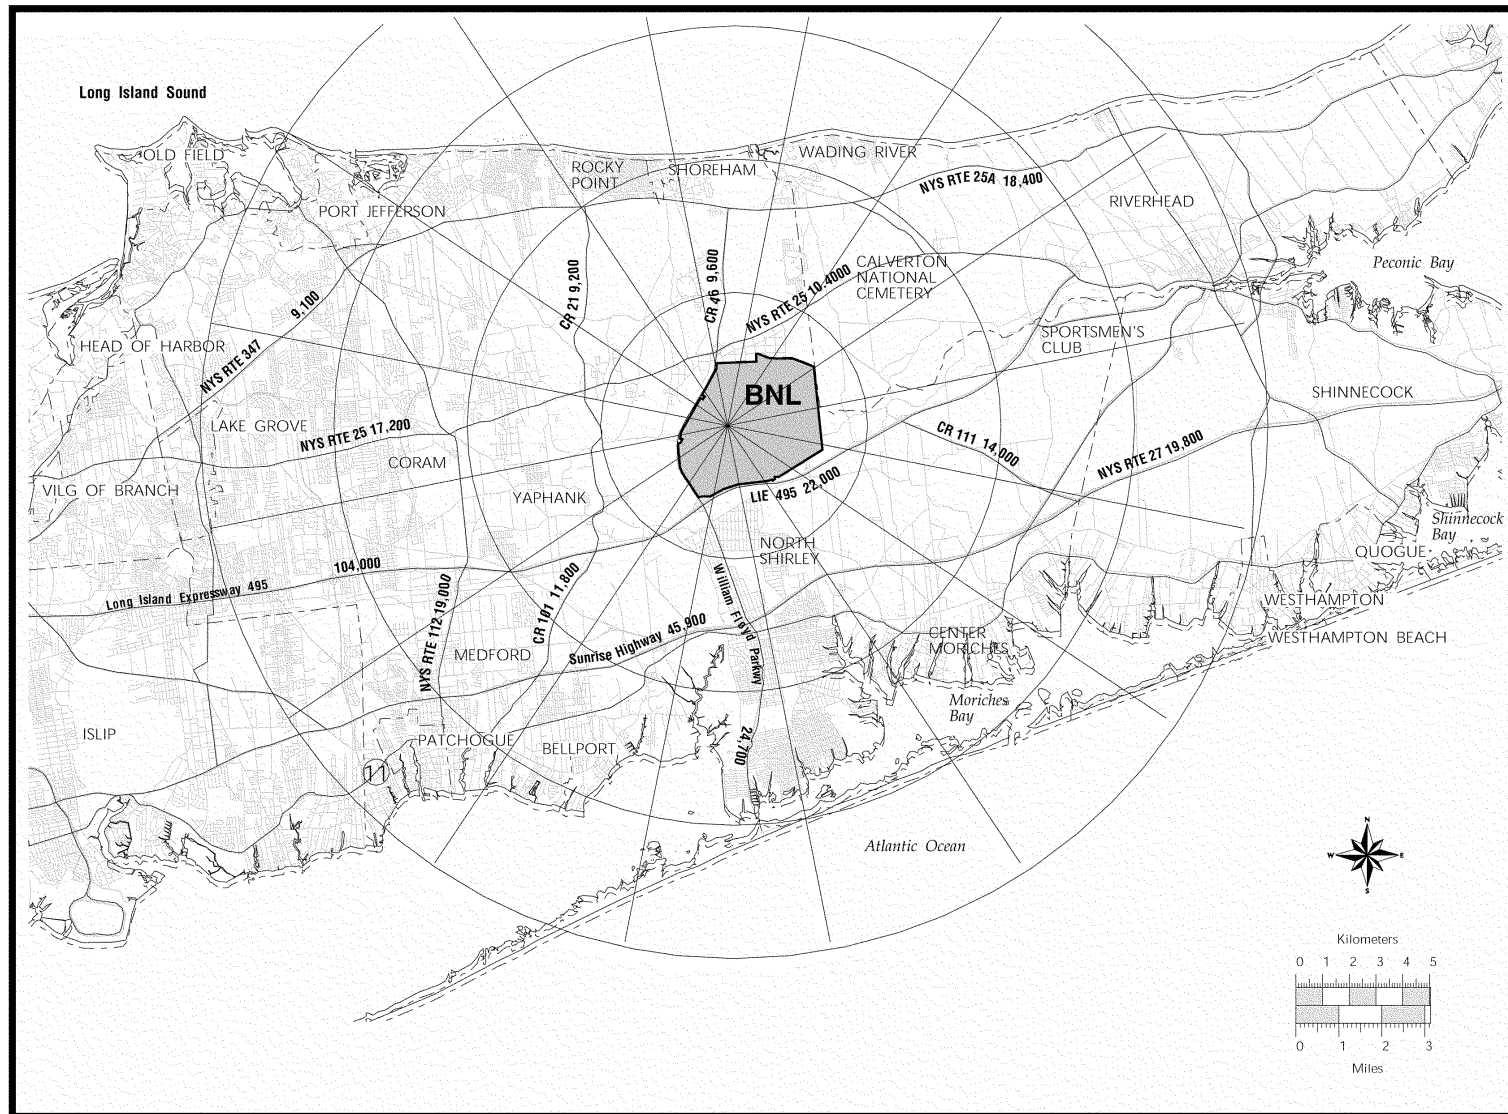 Long Island Sound
OLD FIELD
ROCKY
POINT
SHOREHAM
WADING RIVER
NYS RTE 25A 18,400
PORT JEFFERSON
RIVERHEAD
CR 21 9,200
CR 46 9,600
NYS RTE 25 10-4000
CALVERTON
NATIONAL
CEMETERY
Peconic Bay
9,100
HEAD OF HARBOR
NYS RTE 347
SPORTSMEN'S
CLUB
BNL
SHINNECOCK
LAKE GROVE
NYS RTE 25 17,200
CORAM
CR 111 14,000
NYS RTE 27 19,800
VILG OF BRANCH
YAPHANK
LIE 495 22,000
Shinnecock
Bay
NORTH
SHIRLEY
QUOGUE
104,000
Long Island Expressway 495
NYS RTE 112 19,000
CR 101 11,800
William Floyd Parkwy
WESTHAMPTON
Sunrise Highway 45,900
MEDFORD
CENTER
MORICHES
WESTHAMPTON BEACH
Moriches
Bay
ISLIP
PATCHOGUE
BELLPORT
24,700
11
Atlantic Ocean
N
W E
S
Kilometers
0 1 2 3 4 5
0 1 2 3
Miles